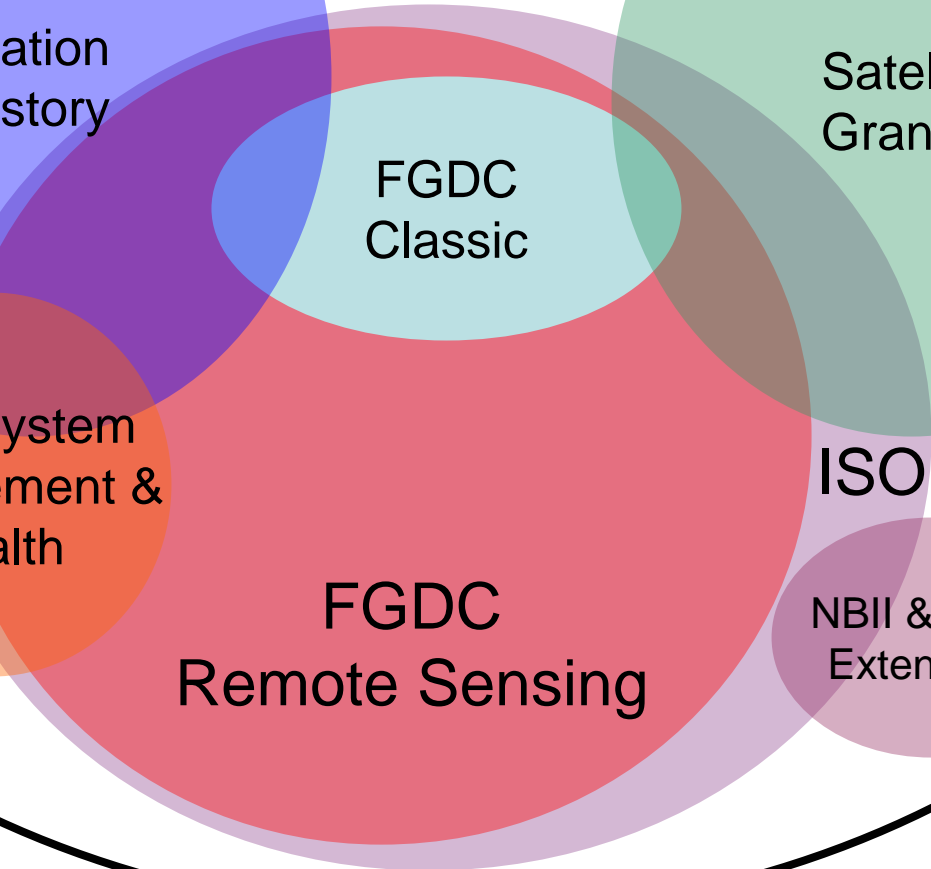 ation
story
Satel
Gran
FGDC
Classic
ystem
ement &
alth
ISO
FGDC
Remote Sensing
NBII &
Exten